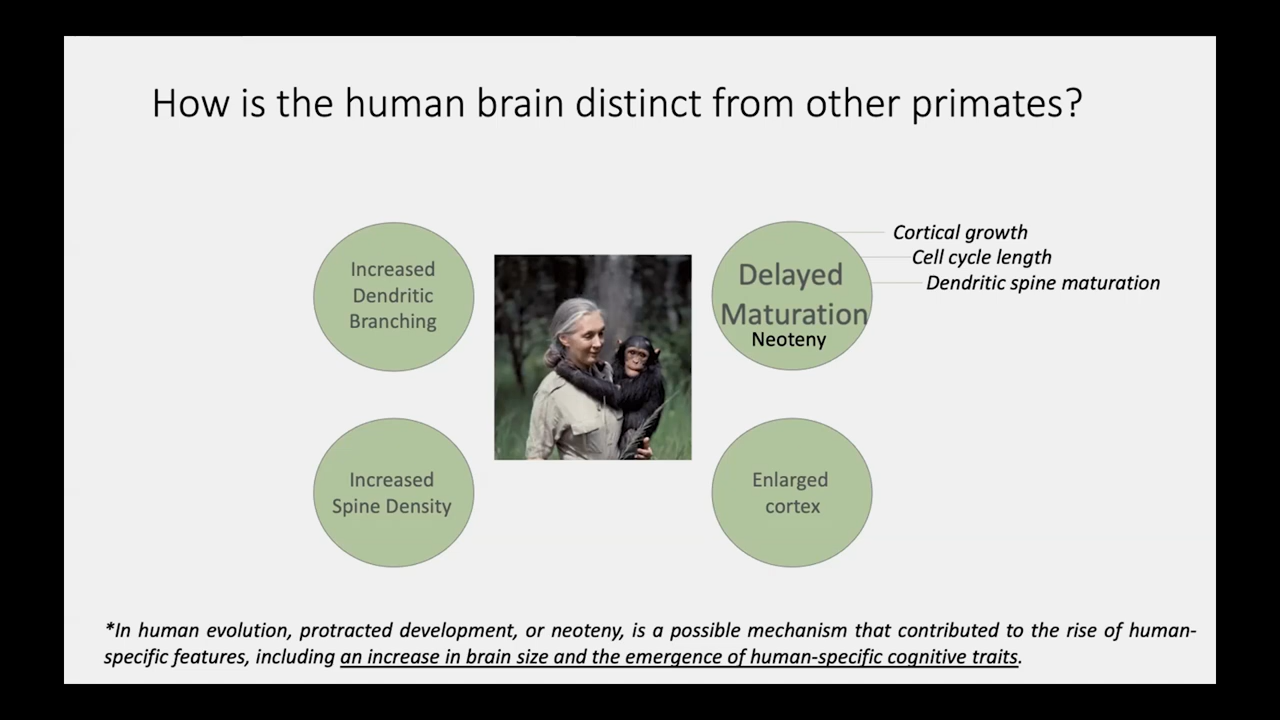 How is the human brain distinct from other primates?
Increased
Dendritic
Branching
Delayed
Maturation
Neoteny
Cortical growth
Cell cycle length
Dendritic spine maturation
Increased
Spine Density
Enlarged
cortex
*In human evolution, protracted development, or neoteny, is a possible mechanism that contributed to the rise of human-
specific features, including an increase in brain size and the emergence of human-specific cognitive traits.